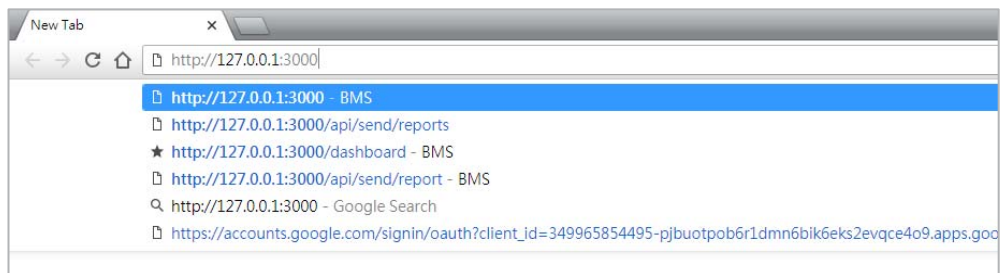 New Tab
http://127.0.0.1:3000
http://127.0.0.1:3000 - BMS
http://127.0.0.1:3000/api/send/reports
http://127.0.0.1:3000/dashboard - BMS
http://127.0.0.1:3000/api/send/report - BMS
http://127.0.0.1:3000 - Google Search
https://accounts.google.com/signin/oauth?client_id=349965854495-pjbuotpob6r1dmn6bik6eks2evqce4o9.apps.goo